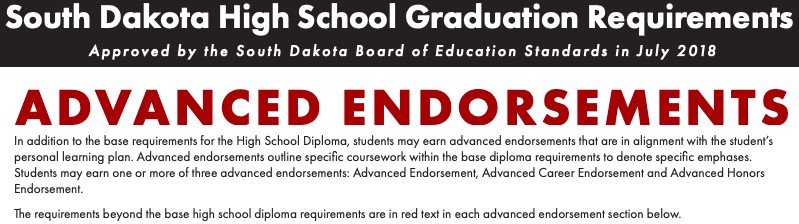 South Dakota High School Graduation Requirements
Approved by the South Dakota Board of Education Standards in July 2018
ADVANCED ENDORSEMENTS
In addition to the base requirements for the High School Diploma, students may earn advanced endorsements that are in alignment with the student's
personal learning plan. Advanced endorsements outline specific coursework within the base diploma requirements to denote specific emphases.
Students may earn one or more of three advanced endorsements: Advanced Endorsement, Advanced Career Endorsement and Advanced Honors
Endorsement.
The requirements beyond the base high school diploma requirements are in red text in each advanced endorsement section below.